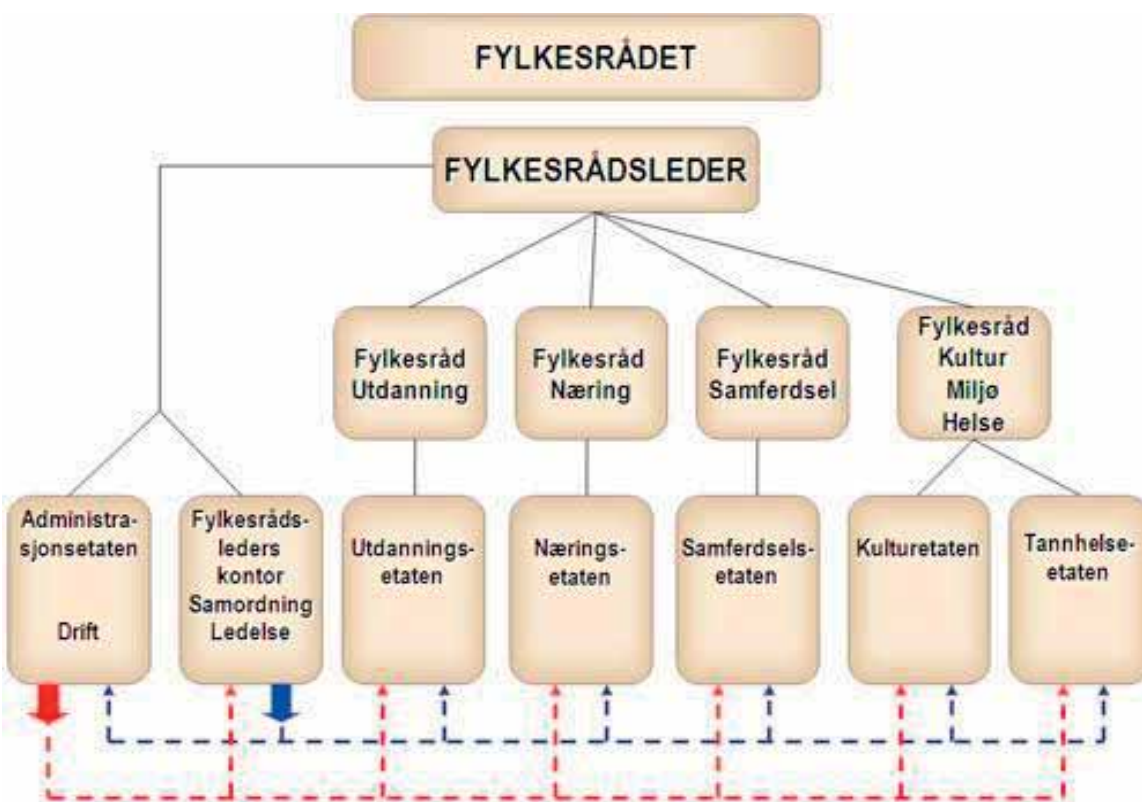 FYLKESRÅDET
FYLKESRÅDSLEDER
Fylkesråd
Utdanning
Fylkesråd
Næring
Fylkesråd
Samferdsel
Fylkesråd
Kultur
Miljø
Helse
Administra-
sjonsetaten
Drift
Fylkesråds-
leders
kontor
Samordning
Ledelse
Utdannings-
etaten
Nærings-
etaten
Samferdsels-
etaten
Kulturetaten
Tannhelse-
etaten